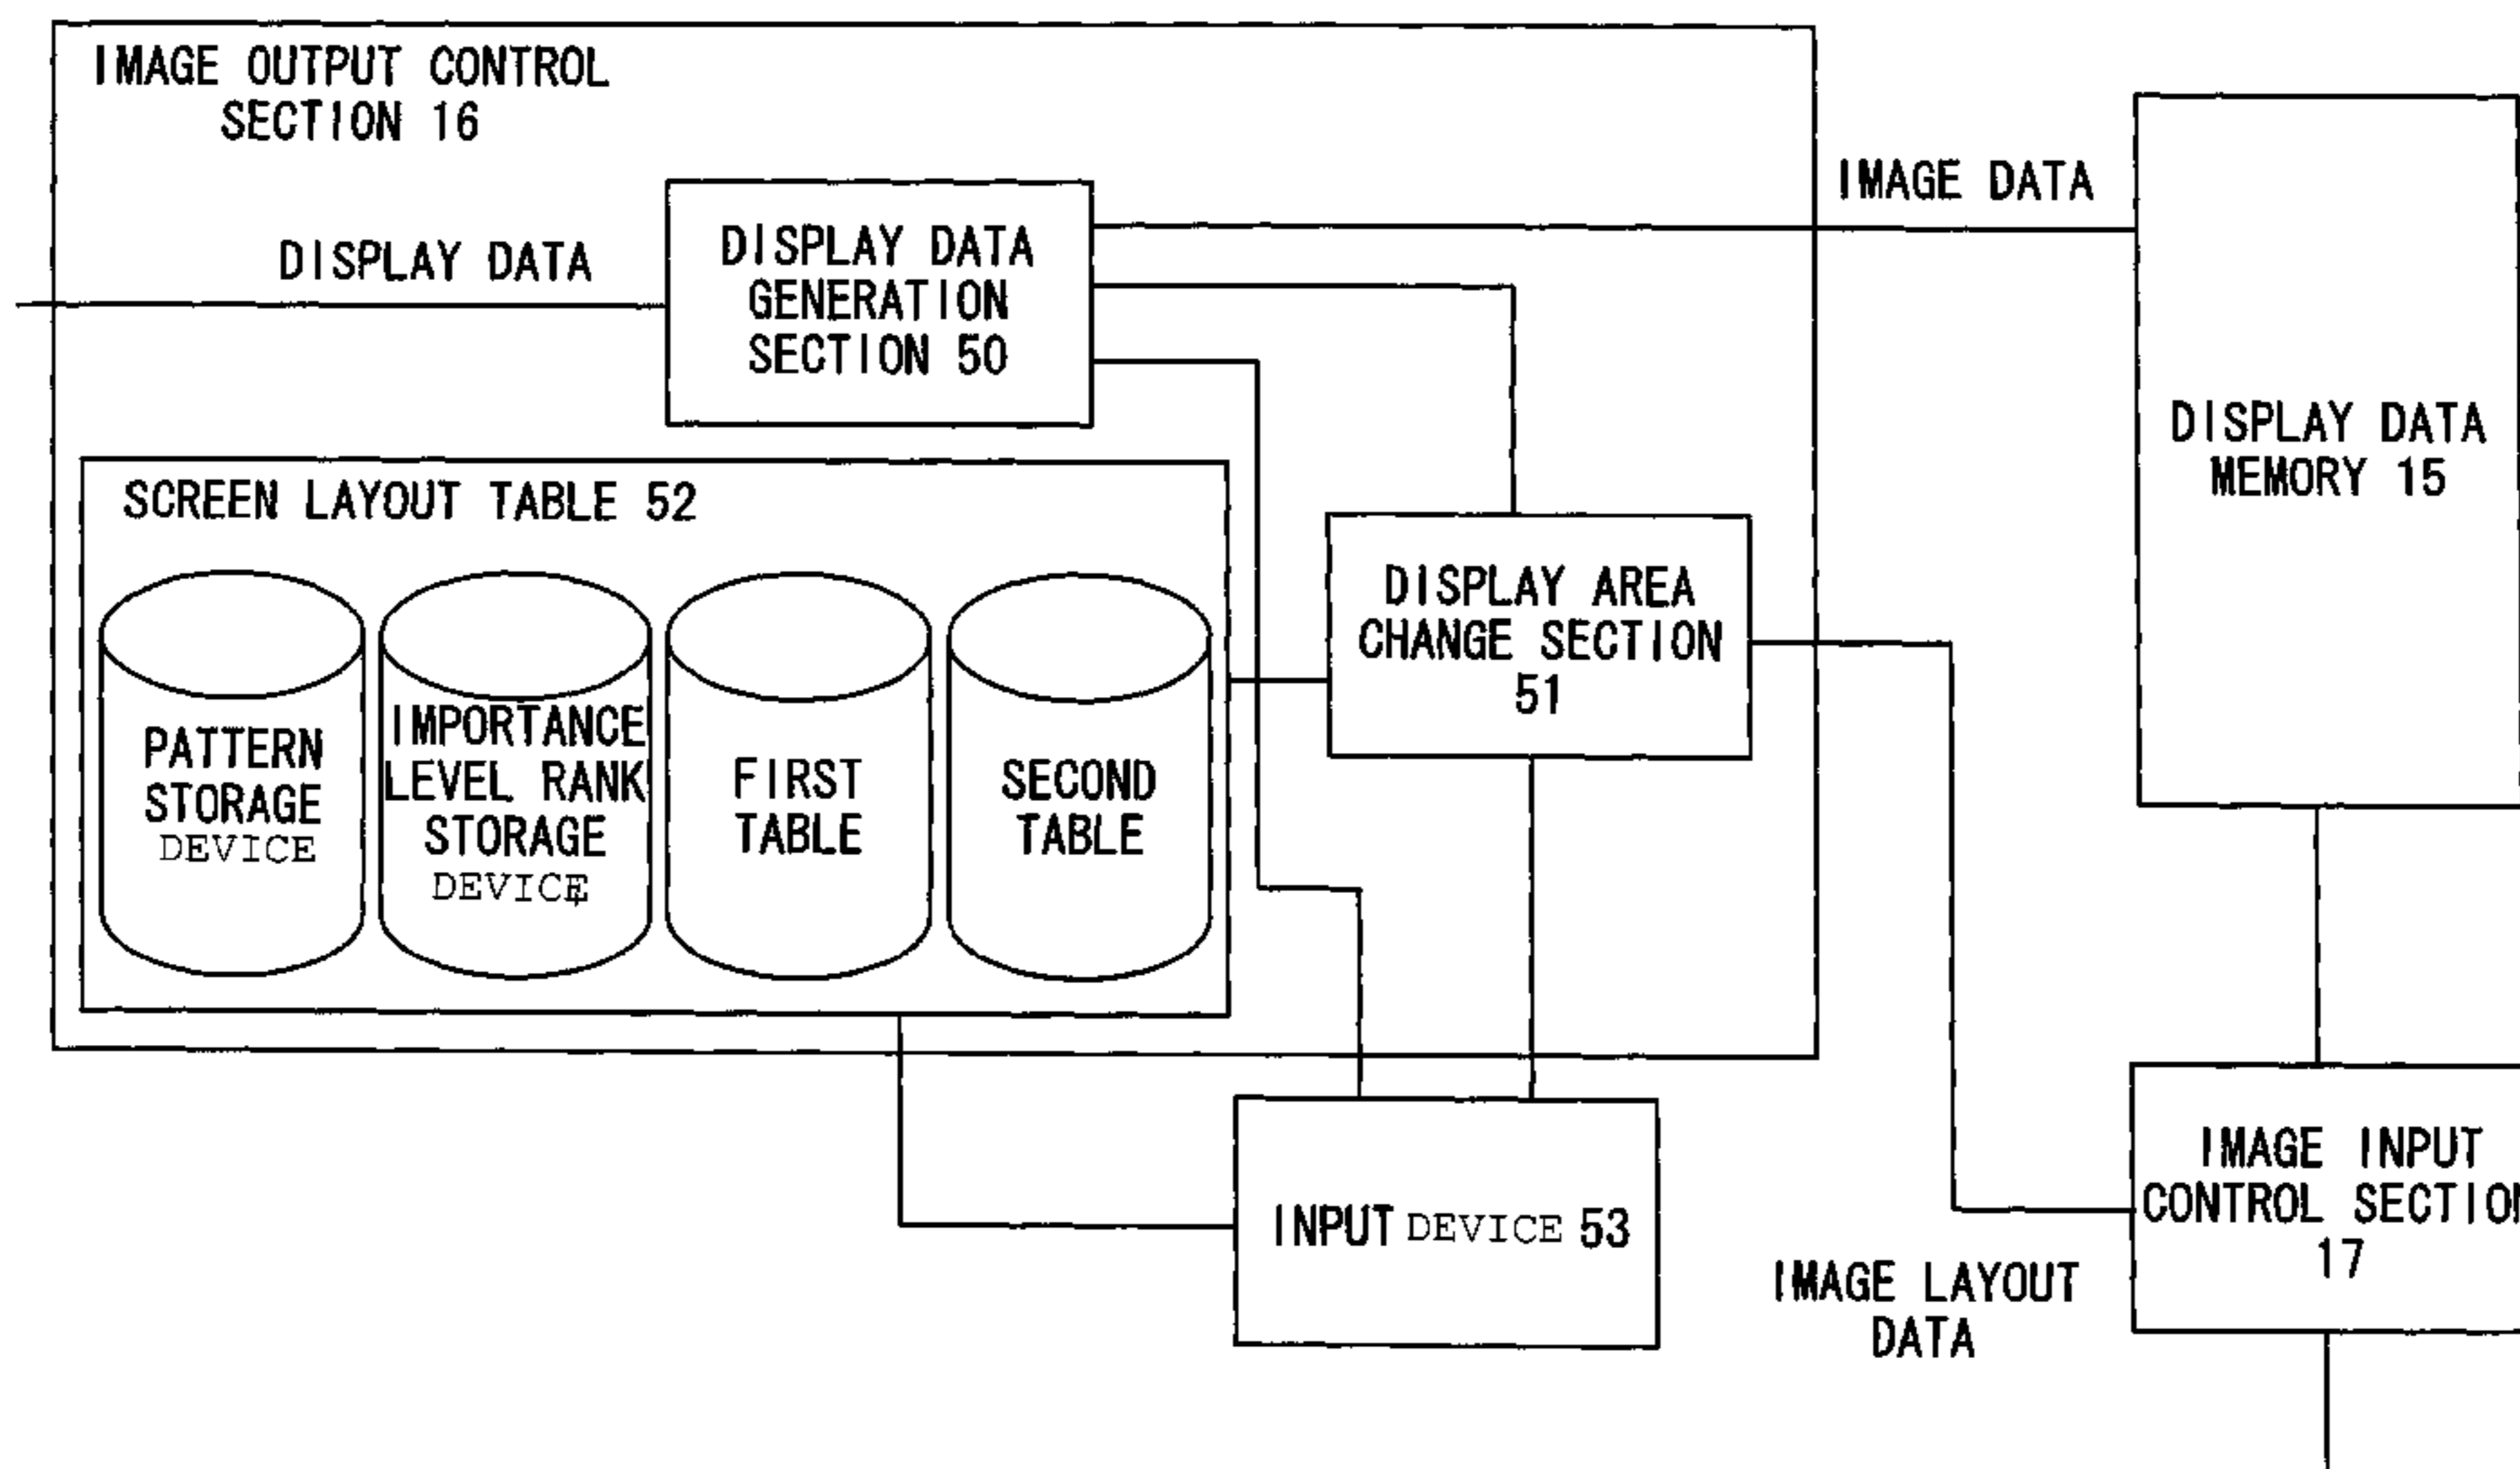 IMAGE OUTPUT CONTROL
SECTION 16
IMAGE DATA
DISPLAY DATA
DISPLAY DATA
GENERATION
SECTION 50
DISPLAY DATA
MEMORY 15
SCREEN LAYOUT TABLE 52
DISPLAY AREA
CHANGE SECTION
51
PATTERN
STORAGE
DEVICE
IMPORTANCE
LEVEL RANK
STORAGE
DEVICE
FIRST
TABLE
SECOND
TABLE
INPUT DEVICE 53
IMAGE INPUT
CONTROL SECTION
17
IMAGE LAYOUT
DATA